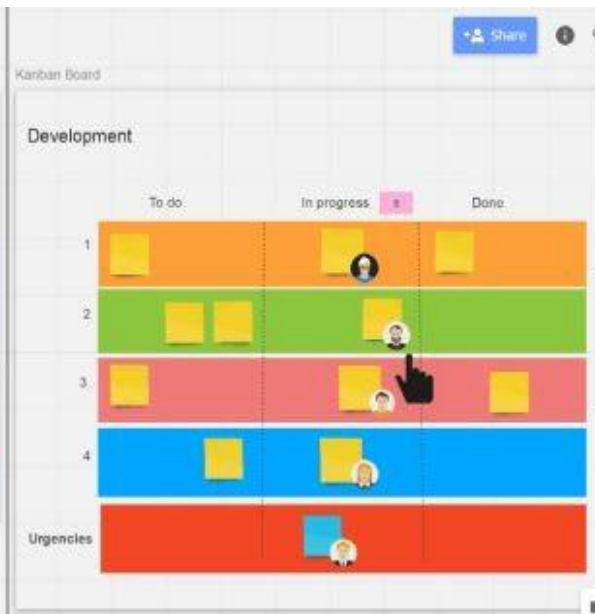 Share
Kanban Board
Development
To do
In progress
Done
1
2
3
4
Urgencies